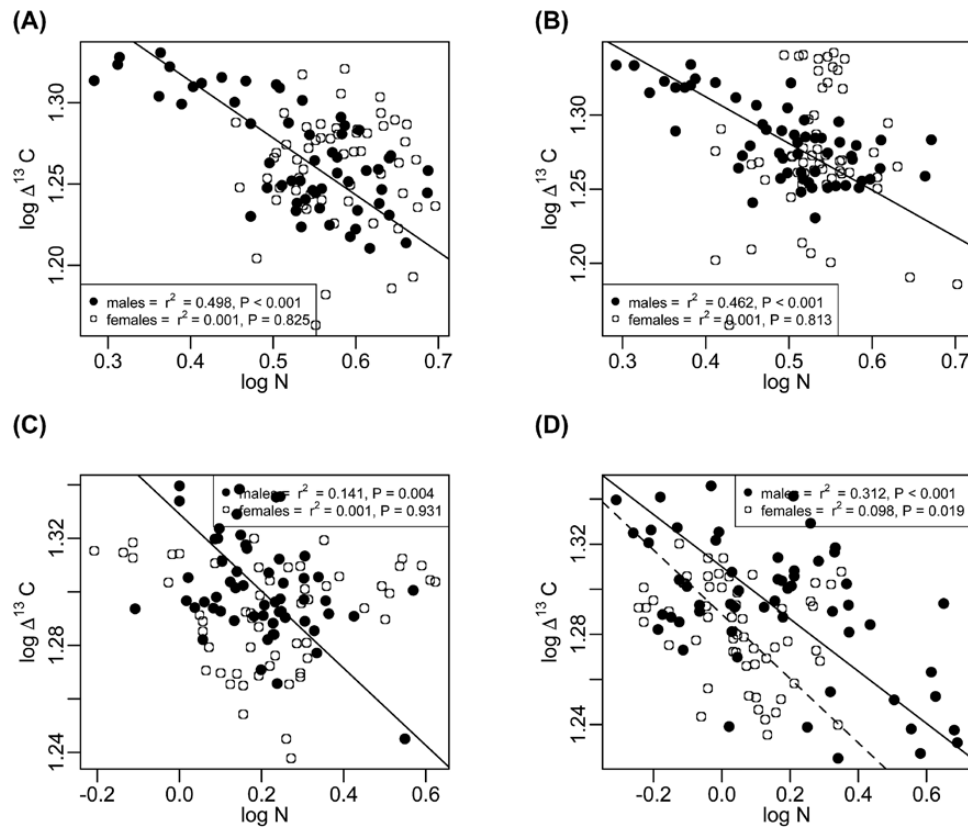 (A)
log Δ¹³ C
1.20 1.25 1.30
males = r² = 0.498, P < 0.001
females = r² = 0.001, P = 0.825
0.3 0.4 0.5 0.6 0.7
log N
(B)
log Δ¹³ C
1.20 1.25 1.30
males = r² = 0.462, P < 0.001
females = r² = 0.001, P = 0.813
0.3 0.4 0.5 0.6 0.7
log N
(C)
log Δ¹³ C
1.24 1.28 1.32
males = r² = 0.141, P = 0.004
females = r² = 0.001, P = 0.931
-0.2 0.0 0.2 0.4 0.6
log N
(D)
log Δ¹³ C
1.24 1.28 1.32
males = r² = 0.312, P < 0.001
females = r² = 0.098, P = 0.019
-0.2 0.0 0.2 0.4 0.6
log N